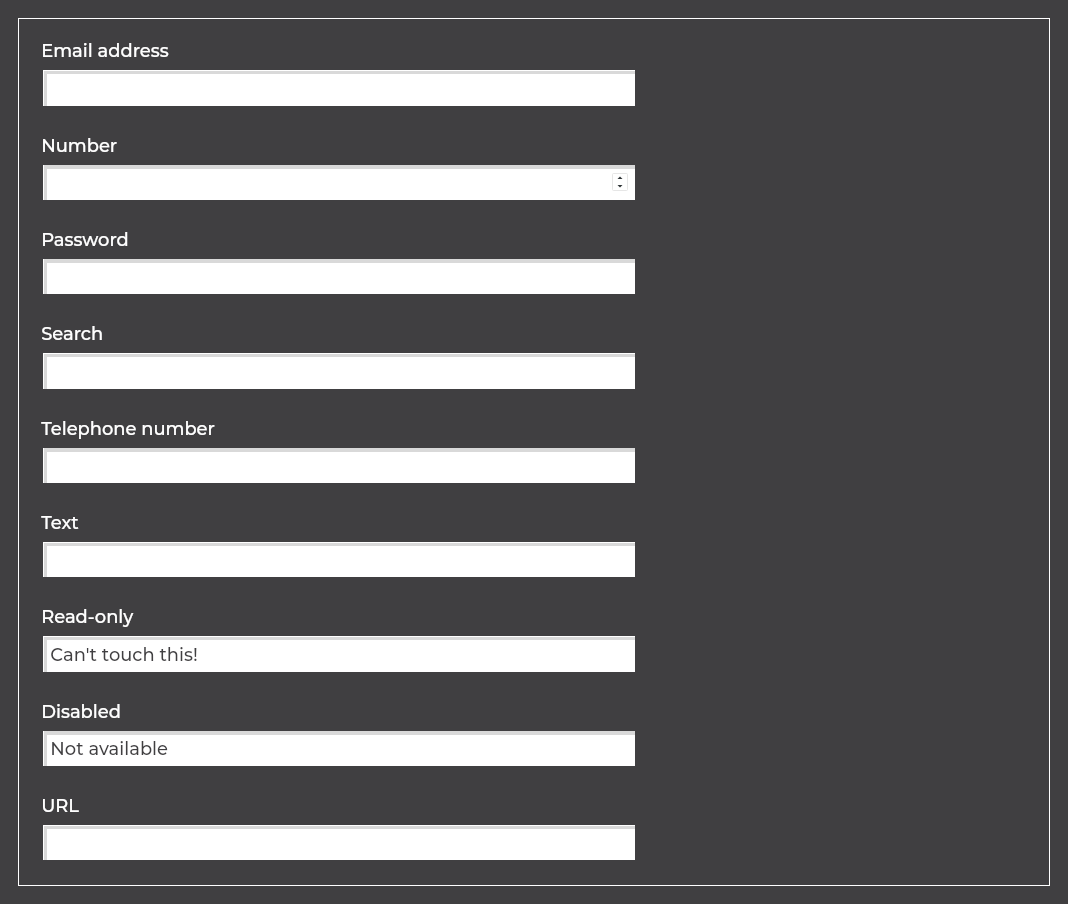 Email address
Number
Password
Search
Telephone number
Text
Read-only
Can't touch this!
Disabled
Not available
URL